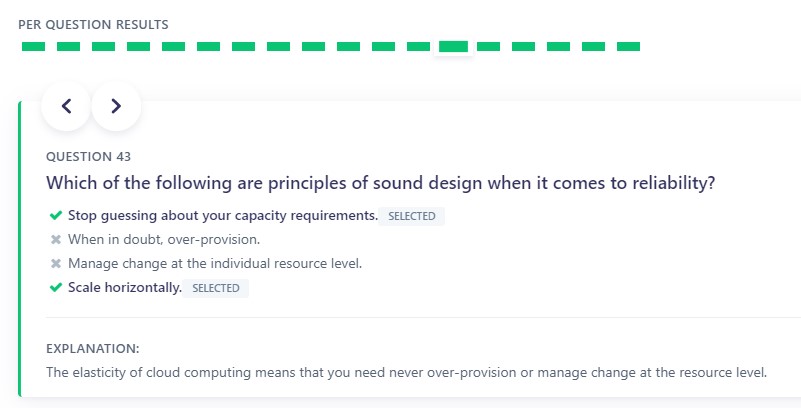 PER QUESTION RESULTS
QUESTION 43
Which of the following are principles of sound design when it comes to reliability?
Stop guessing about your capacity requirements. SELECTED
When in doubt, over-provision.
Manage change at the individual resource level.
Scale horizontally. SELECTED
EXPLANATION:
The elasticity of cloud computing means that you need never over-provision or manage change at the resource level.